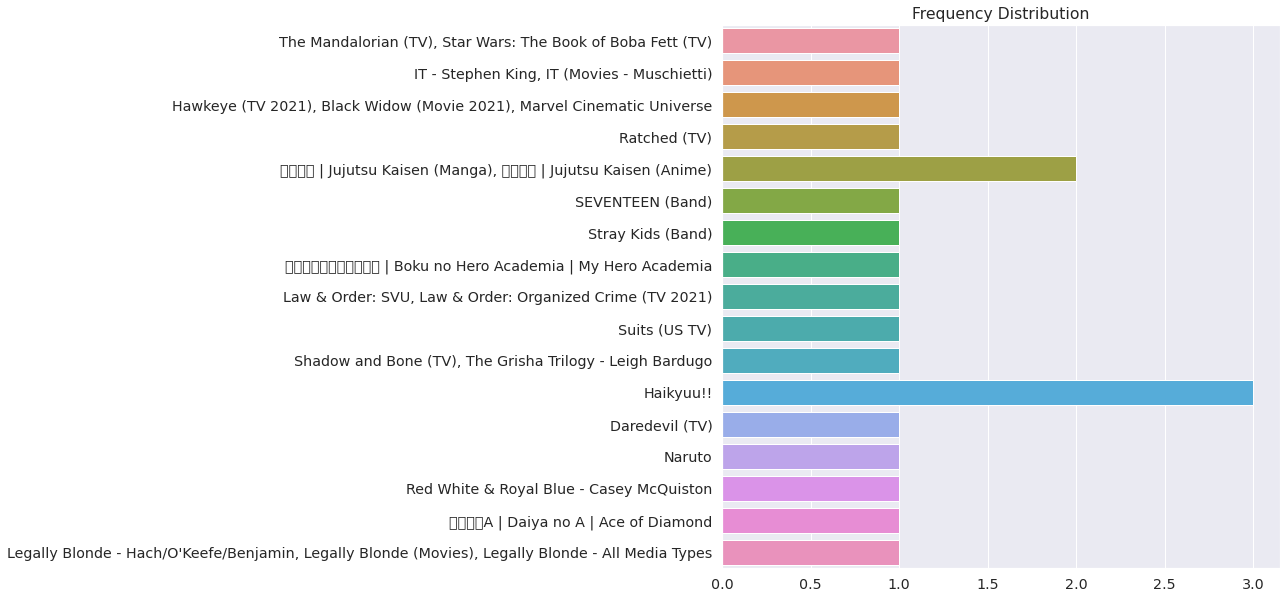 Frequency Distribution
The Mandalorian (TV), Star Wars: The Book of Boba Fett (TV)
IT - Stephen King, IT (Movies - Muschietti)
Hawkeye (TV 2021), Black Widow (Movie 2021), Marvel Cinematic Universe
Ratched (TV)
| Jujutsu Kaisen (Manga), | Jujutsu Kaisen (Anime)
SEVENTEEN (Band)
Stray Kids (Band)
| Boku no Hero Academia | My Hero Academia
Law & Order: SVU, Law & Order: Organized Crime (TV 2021)
Suits (US TV)
Shadow and Bone (TV), The Grisha Trilogy - Leigh Bardugo
Haikyuu!!
Daredevil (TV)
Naruto
Red White & Royal Blue - Casey McQuiston
A | Daiya no A | Ace of Diamond
Legally Blonde - Hach/O'Keefe/Benjamin, Legally Blonde (Movies), Legally Blonde - All Media Types
0.0 0.5 1.0 1.5 2.0 2.5 3.0